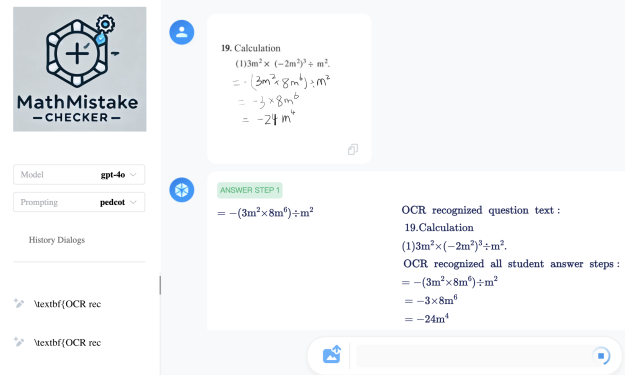 MathMistake
— CHECKER —
Model gpt-4o
Prompting pedcot
History Dialogs
\textbf{OCR rec
\textbf{OCR rec
19. Calculation
(1)3m² × (−2m²)³ ÷ m².
= -(3m²×8m⁶)÷m²
= -3×8m⁶
= -24m⁴
ANSWER STEP 1
= −(3m²×8m⁶)÷m²
OCR recognized question text :
19.Calculation
(1)3m²×(−2m²)³÷m².
OCR recognized all student answer steps :
= −(3m²×8m⁶)÷m²
= −3×8m⁶
= −24m⁴